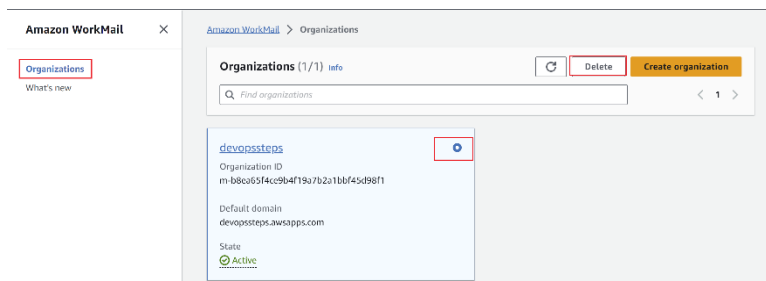 Amazon WorkMail
Organizations
What's new
Amazon WorkMail > Organizations
Organizations (1/1) Info
Delete
Create organization
Find organizations
1
devopssteps
Organization ID
m-b8ea65f4ce9b4f19a7b2a1bbf45d98f1
Default domain
devopssteps.awsapps.com
State
Active